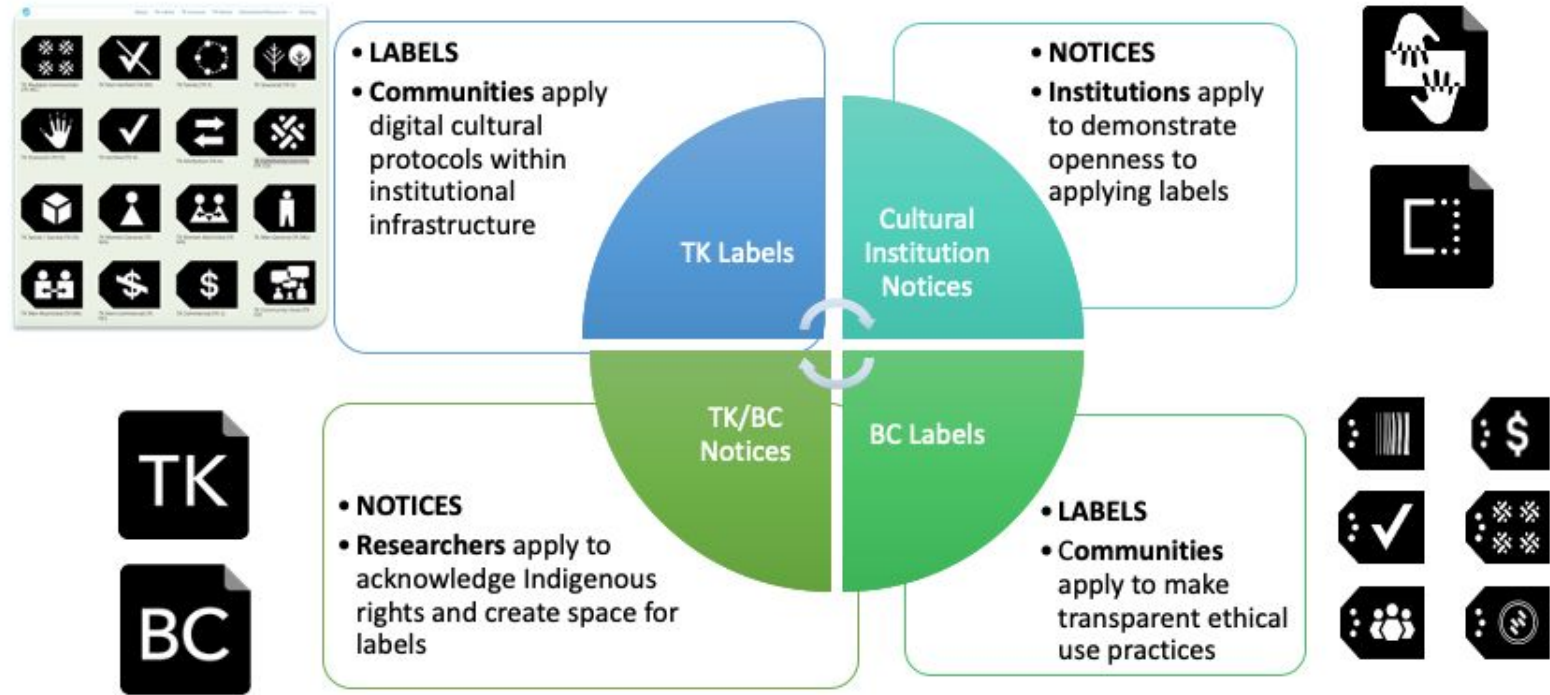 • LABELS
• Communities apply
digital cultural
protocols within
institutional
infrastructure
• NOTICES
• Institutions apply
to demonstrate
openness to
applying labels
TK Labels
Cultural
Institution
Notices
TK/BC
Notices
BC Labels
TK
BC
• NOTICES
• Researchers apply to
acknowledge Indigenous
rights and create space for
labels
• LABELS
• Communities
apply to make
transparent ethical
use practices
$
$
$